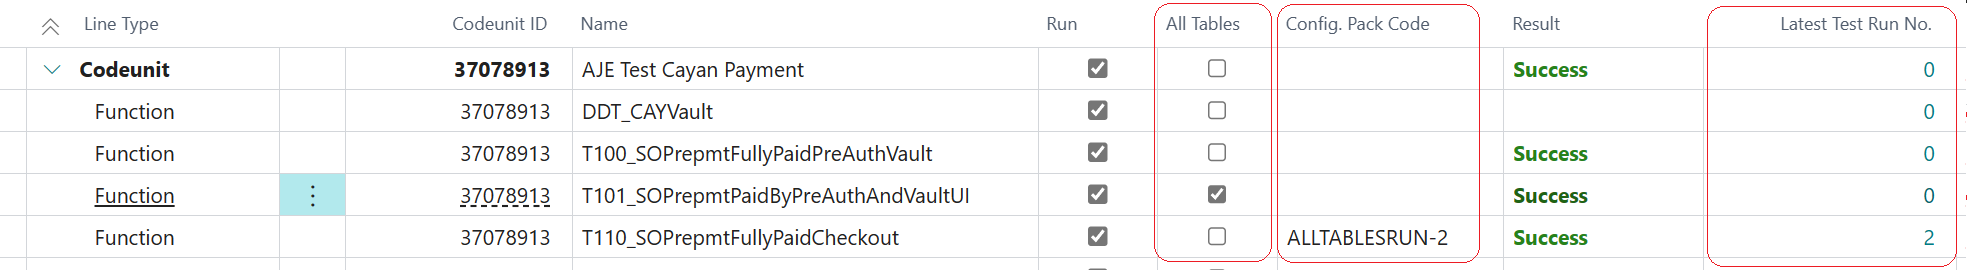 Line Type Codeunit ID Name Run All Tables Config. Pack Code Result Latest Test Run No.
Codeunit 37078913 AJE Test Cayan Payment Success 0
Function 37078913 DDT_CAYVault 0
Function 37078913 T100_SOPrepmtFullyPaidPreAuthVault Success 0
Function 37078913 T101_SOPrepmtPaidByPreAuthAndVaultUI Success 0
Function 37078913 T110_SOPrepmtFullyPaidCheckout ALLTABLESRUN-2 Success 2